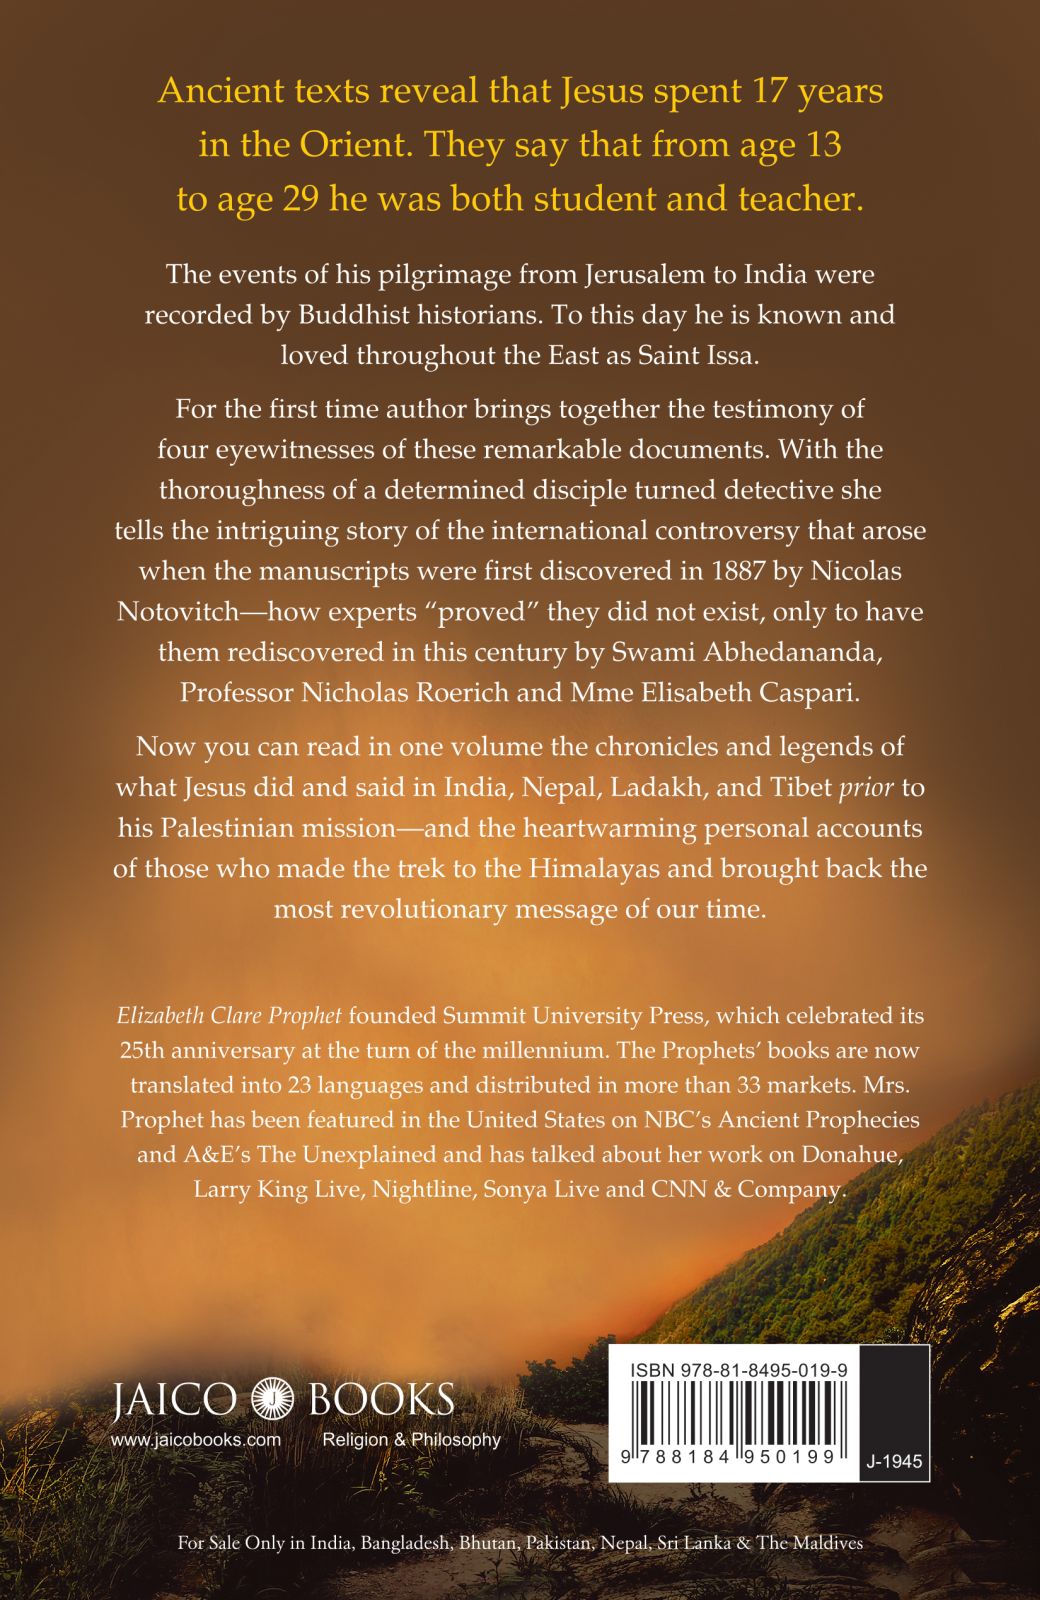 Ancient texts reveal that Jesus spent 17 years
in the Orient. They say that from age 13
to age 29 he was both student and teacher.
The events of his pilgrimage from Jerusalem to India were
recorded by Buddhist historians. To this day he is known and
loved throughout the East as Saint Issa.
For the first time author brings together the testimony of
four eyewitnesses of these remarkable documents. With the
thoroughness of a determined disciple turned detective she
tells the intriguing story of the international controversy that arose
when the manuscripts were first discovered in 1887 by Nicolas
Notovitch—how experts “proved” they did not exist, only to have
them rediscovered in this century by Swami Abhedananda,
Professor Nicholas Roerich and Mme Elisabeth Caspari.
Now you can read in one volume the chronicles and legends of
what Jesus did and said in India, Nepal, Ladakh, and Tibet prior to
his Palestinian mission—and the heartwarming personal accounts
of those who made the trek to the Himalayas and brought back the
most revolutionary message of our time.
Elizabeth Clare Prophet founded Summit University Press, which celebrated its
25th anniversary at the turn of the millennium. The Prophets’ books are now
translated into 23 languages and distributed in more than 33 markets. Mrs.
Prophet has been featured in the United States on NBC’s Ancient Prophecies
and A&E’s The Unexplained and has talked about her work on Donahue,
Larry King Live, Nightline, Sonya Live and CNN & Company.
JAICO J BOOKS
www.jaicobooks.com Religion & Philosophy
ISBN 978-81-8495-019-9
9 788184 950199
J-1945
For Sale Only in India, Bangladesh, Bhutan, Pakistan, Nepal, Sri Lanka & The Maldives